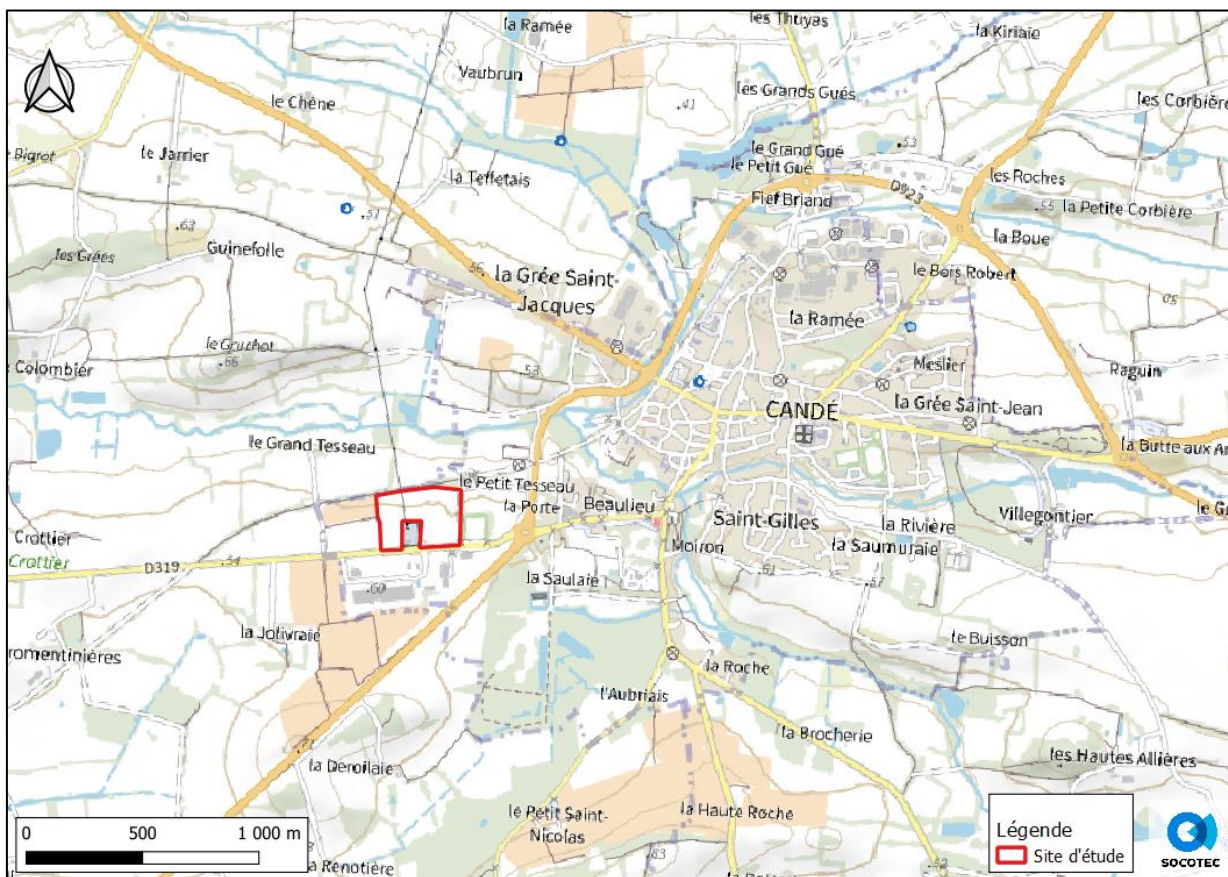 la Ramée
les Thuyas
la Kiriaie
Vaubrun
les Grands Gués
le Chêne
41
les Corbière
53
le Grand Gué
le Petit Gué
le Jarrier
Bigrot
la Teffetais
les Roches
D923
Fief Briand
51
55
la Petite Corbière
63
la Boue
Guinefolle
les Grées
56
la Grée Saint-
Jacques
le Bois Robert
50
la Ramée
le Gruchot
66
53
Colombier
Meslier
Raguin
CANDÉ
la Grée Saint-Jean
le Grand Tesseau
la Butte aux
le Petit Tesseau
la Porte
Beaulieu
Saint-Gilles
la Rivière
Villegontier
Crottier
Crottier
54
D319
Moiron
la Saumuraie
61
57
60
la Saulaie
la Jolivraie
le Buisson
romentinières
la Roche
l'Aubriais
la Brocherie
les Hautes Allières
la Deroilaie
la Haute Roche
le Petit Saint-
Nicolas
la Renotière
63
0 500 1 000 m
Légende
Site d'étude
SOCOTEC